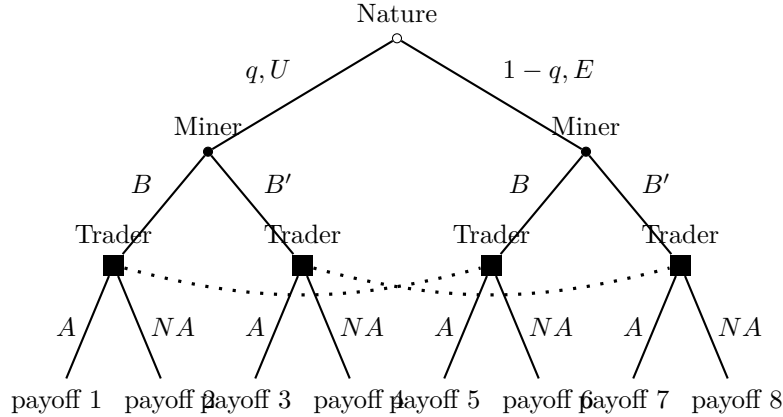 Nature
q, U
1 − q, E
Miner
Miner
B
B′
B
B′
Trader
Trader
Trader
Trader
A
NA
A
NA
A
NA
A
NA
payoff 1
payoff 2
payoff 3
payoff 4
payoff 5
payoff 6
payoff 7
payoff 8